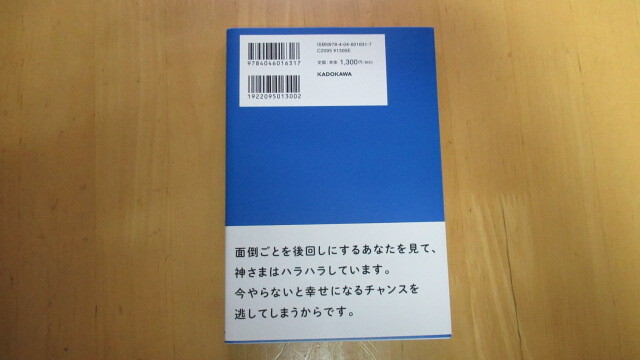 9784046016317
1922095013002
ISBN978-4-04-601631-7
C2095 ¥1300E
定価:本体1,300円(税別)
KADOKAWA
面倒ごとを後回しにするあなたを見て、
神さまはハラハラしています。
今やらないと幸せになるチャンスを
逃してしまうからです。